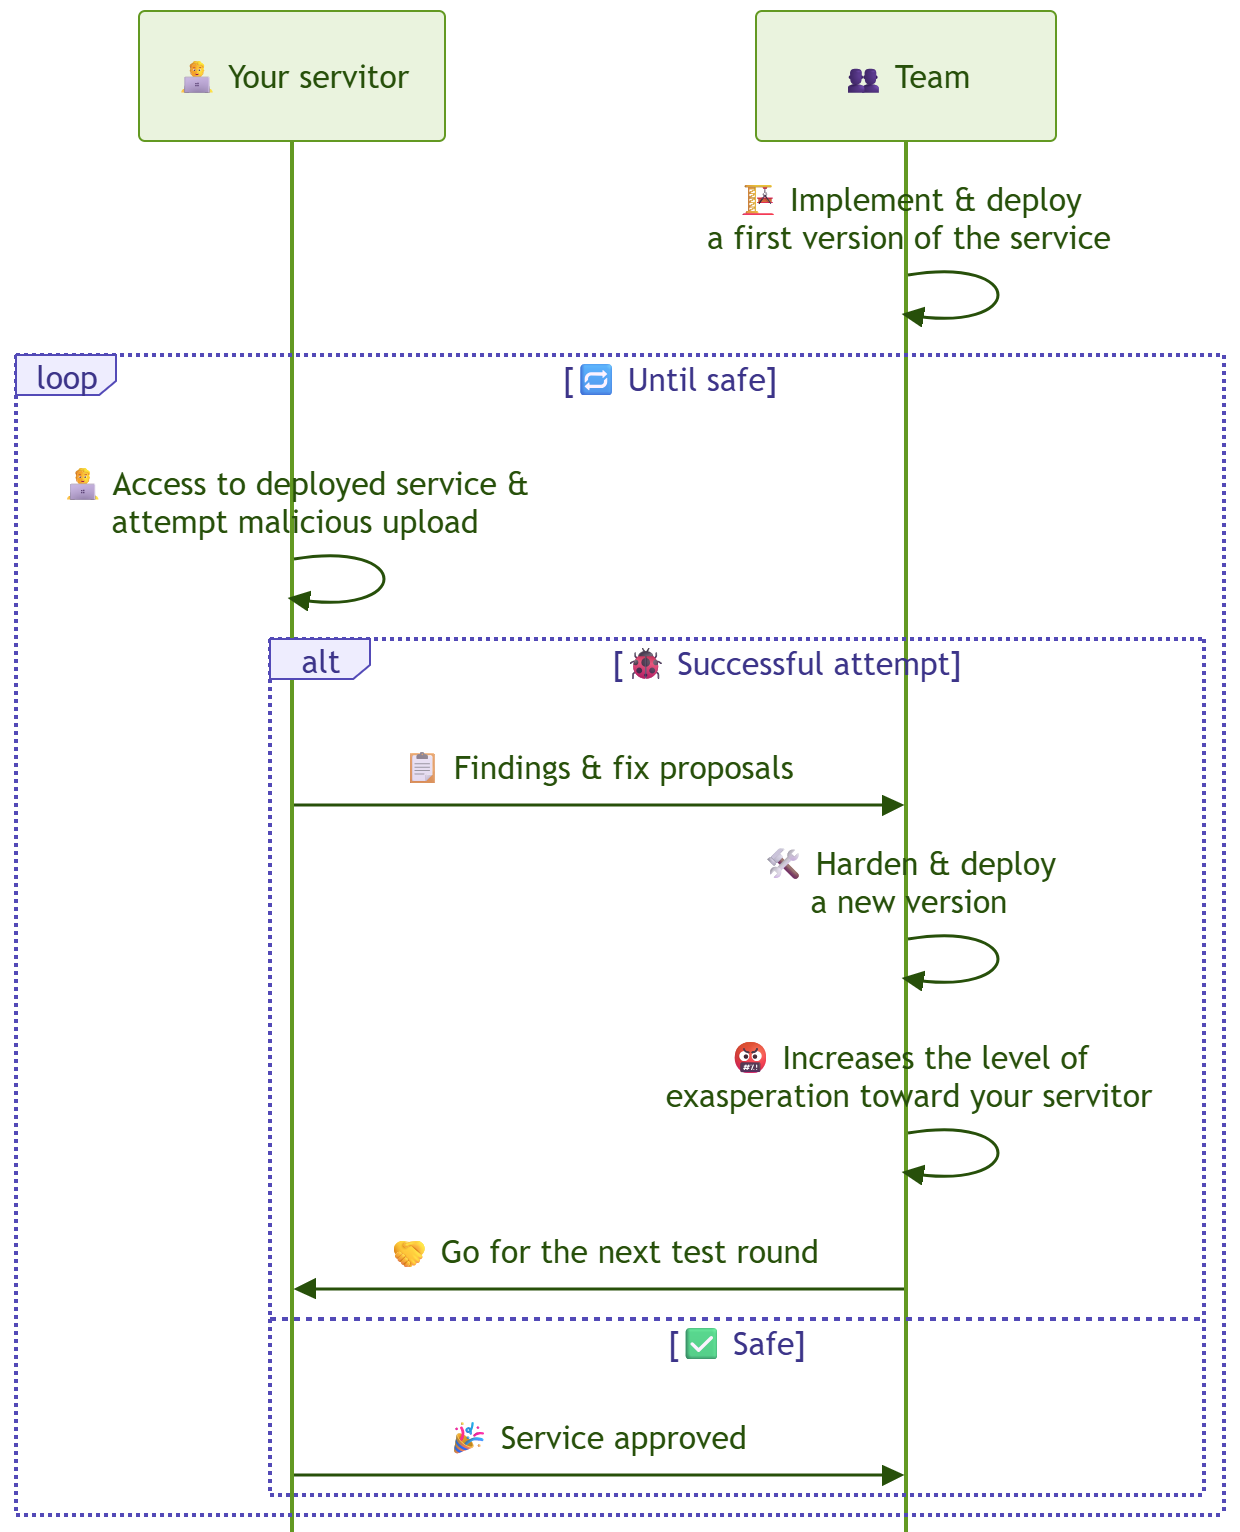 🧑‍💻 Your servitor
👥 Team
🏗️ Implement & deploy
a first version of the service
loop
[🔁 Until safe]
🧑‍💻 Access to deployed service &
attempt malicious upload
alt
[🐞 Successful attempt]
📋 Findings & fix proposals
🛠️ Harden & deploy
a new version
🤬 Increases the level of
exasperation toward your servitor
🤝 Go for the next test round
[✅ Safe]
🎉 Service approved